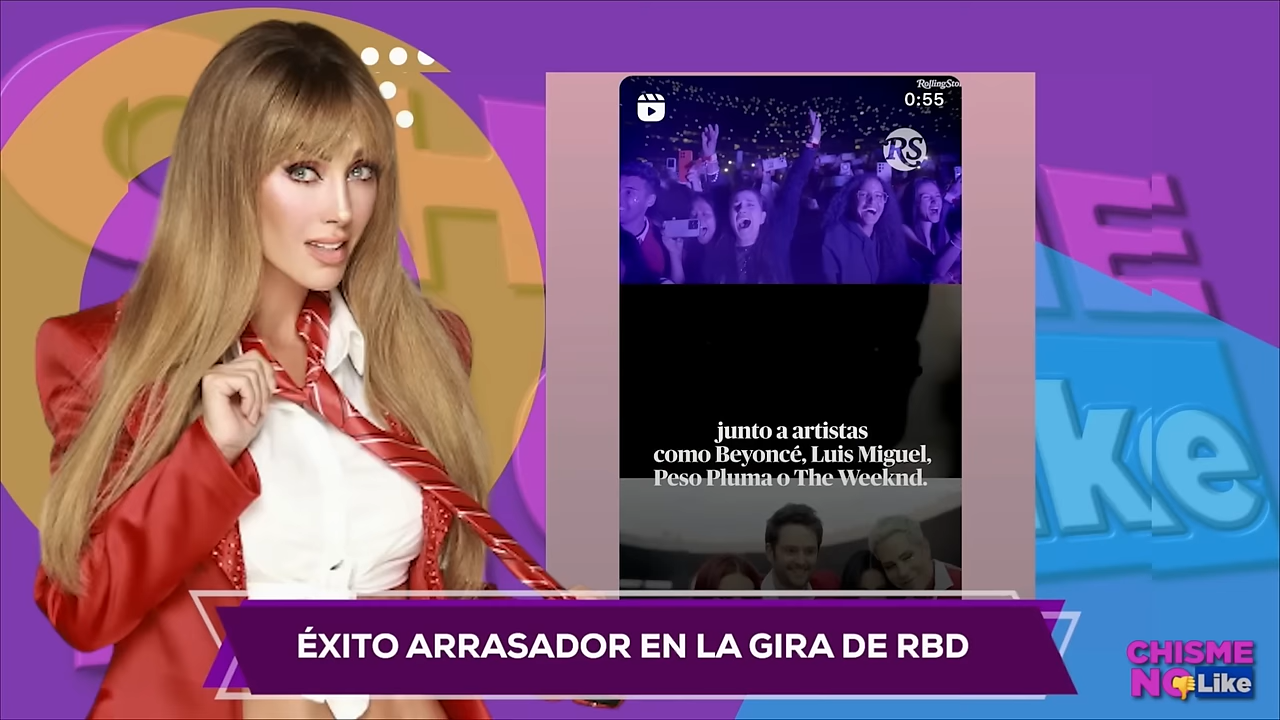 RollingSto
0:55
RS
junto a artistas
como Beyoncé, Luis Miguel,
Peso Pluma o The Weeknd.
ÉXITO ARRASADOR EN LA GIRA DE RBD
CHISME
NO Like